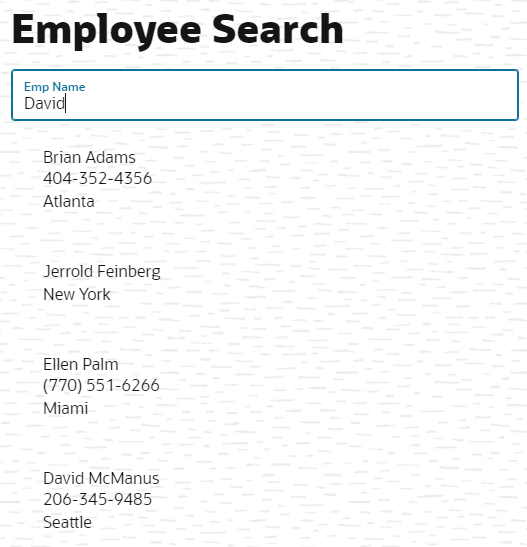 Employee Search
Emp Name
David
Brian Adams
404-352-4356
Atlanta
Jerrold Feinberg
New York
Ellen Palm
(770) 551-6266
Miami
David McManus
206-345-9485
Seattle